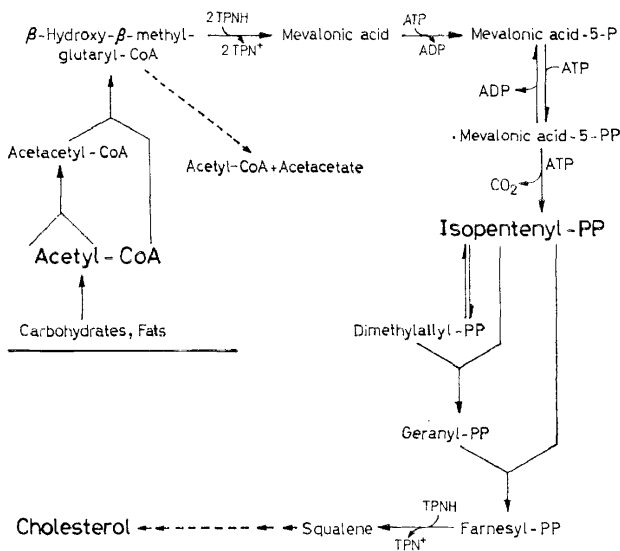 β-Hydroxy-β-methyl-
glutaryl-CoA
2 TPNH
2 TPN⁺
Mevalonic acid
ATP
ADP
Mevalonic acid-5-P
ATP
ADP
Mevalonic acid-5-PP
ATP
CO₂
Acetacetyl-CoA
Acetyl-CoA + Acetacetate
Isopentenyl-PP
Acetyl-CoA
Carbohydrates, Fats
Dimethylallyl-PP
Geranyl-PP
TPNH
TPN⁺
Cholesterol
Squalene
Farnesyl-PP